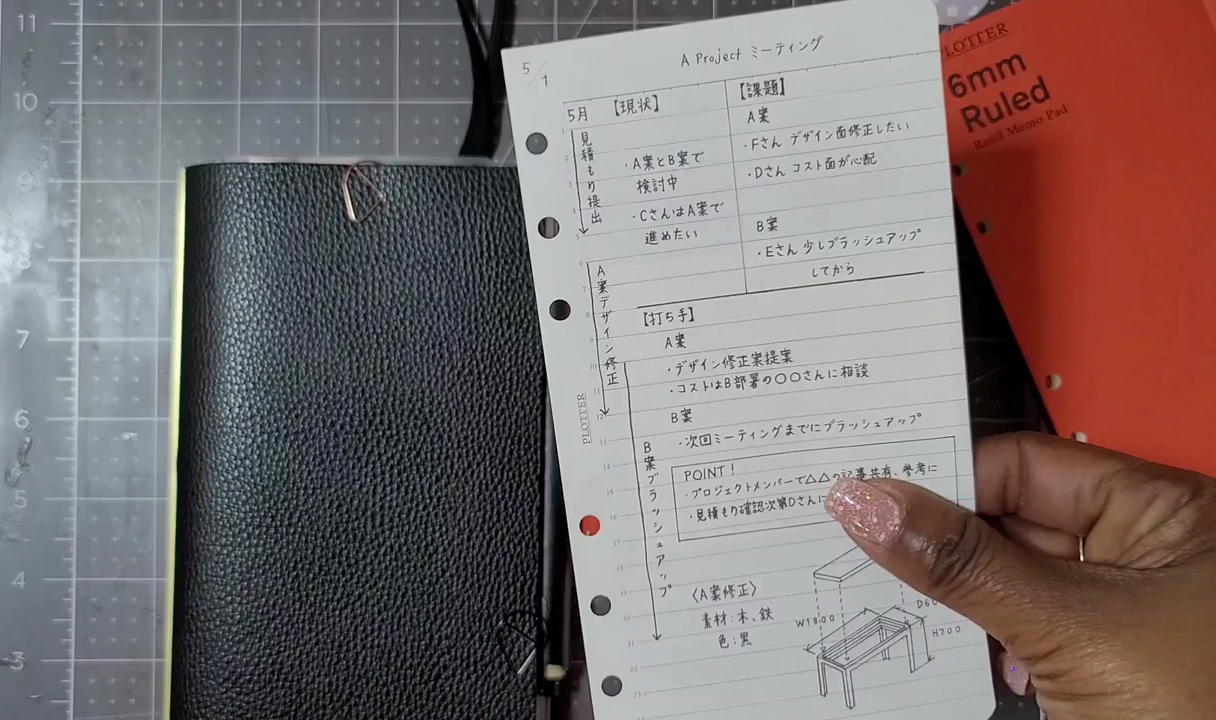 5/1
A Project ミーティング
5月
【現状】
・A案とB案で
検討中
・Cさんは A案で
進めたい
【課題】
A案
・Fさん デザイン面修正したい
・Dさん コスト面が心配
B案
・Eさん 少しブラッシュアップ
してから
見積もり提出
A案デザイン修正
B案ブラッシュアップ
【打ち手】
A案
・デザイン修正案提案
・コストはB部署の〇〇さんに相談
B案
・次回ミーティングまでにブラッシュアップ
POINT!
・プロジェクトメンバーで△△の記事共有、参考に
・見積もり確認次第Dさんに
〈A案修正〉
素材:木、鉄
色:黒
W1800
H700
PLOTTER
PLOTTER
6mm
Ruled
Refill Memo Pad
11
10
8
7
6
5
4
3